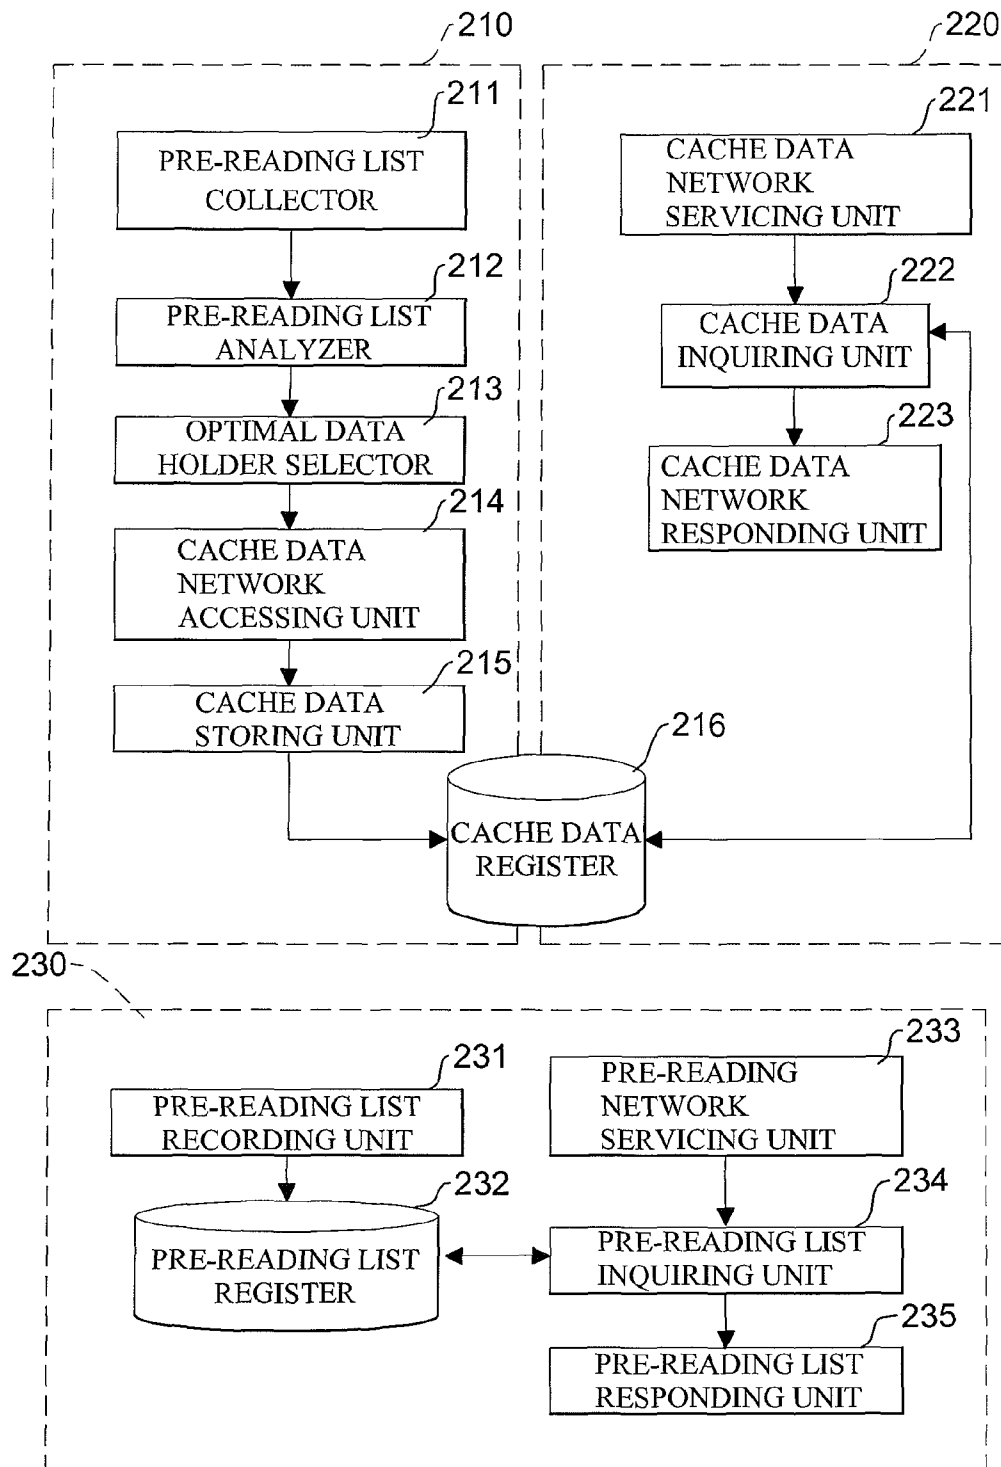 210
211
PRE-READING LIST
COLLECTOR
212
PRE-READING LIST
ANALYZER
213
OPTIMAL DATA
HOLDER SELECTOR
214
CACHE DATA
NETWORK
ACCESSING UNIT
215
CACHE DATA
STORING UNIT
216
CACHE DATA
REGISTER
220
221
CACHE DATA
NETWORK
SERVICING UNIT
222
CACHE DATA
INQUIRING UNIT
223
CACHE DATA
NETWORK
RESPONDING UNIT
230
231
PRE-READING LIST
RECORDING UNIT
232
PRE-READING LIST
REGISTER
233
PRE-READING
NETWORK
SERVICING UNIT
234
PRE-READING LIST
INQUIRING UNIT
235
PRE-READING LIST
RESPONDING UNIT